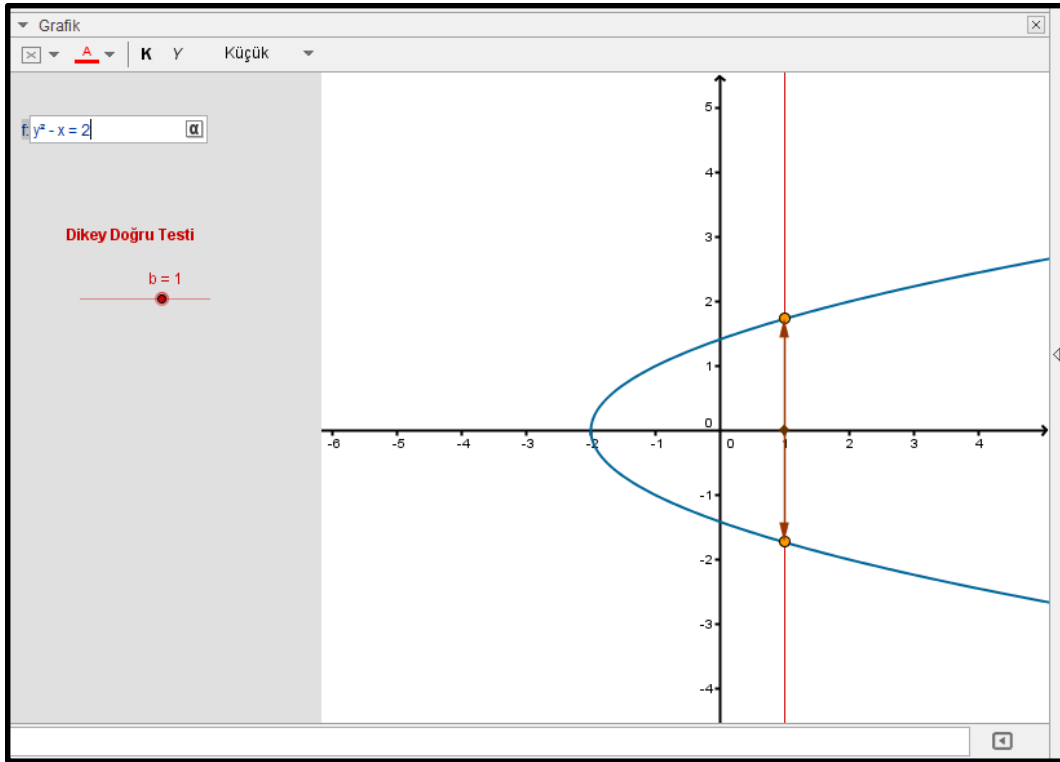 Grafik
A K Y Küçük
f: y² - x = 2 α
Dikey Doğru Testi
b = 1
5
4
3
2
1
0
-6 -5 -4 -3 -2 -1 0 1 2 3 4
-1
-2
-3
-4